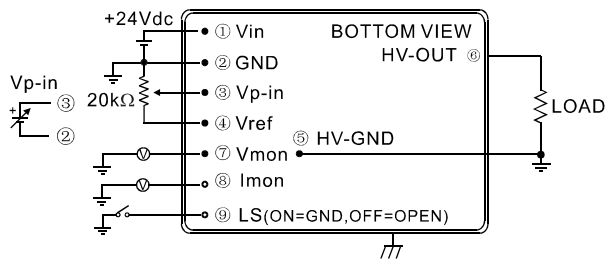 +24Vdc
① Vin
BOTTOM VIEW
HV-OUT ⑥
② GND
Vp-in
+
③
②
20kΩ
③ Vp-in
LOAD
④ Vref
⑤ HV-GND
V
⑦ Vmon
V
⑧ Imon
⑨ LS(ON=GND,OFF=OPEN)